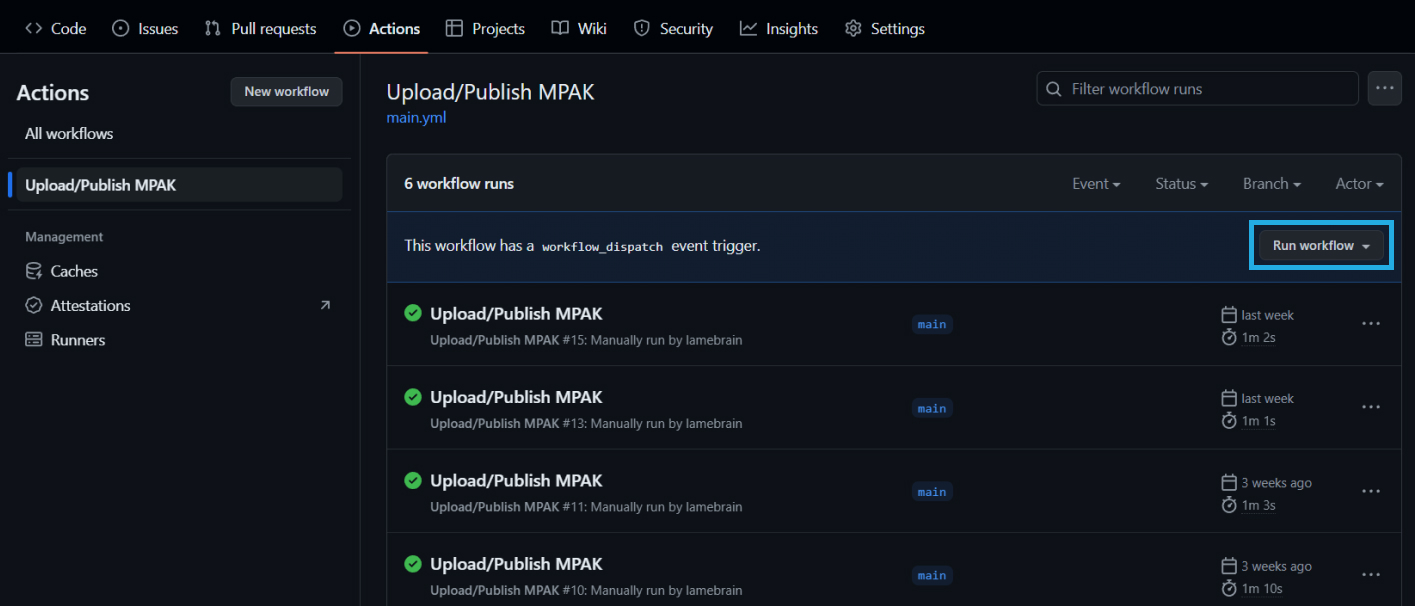 Code Issues Pull requests Actions Projects Wiki Security Insights Settings
Actions
New workflow
All workflows
Upload/Publish MPAK
Management
Caches
Attestations
Runners
Upload/Publish MPAK
main.yml
Filter workflow runs
6 workflow runs
Event Status Branch Actor
This workflow has a workflow_dispatch event trigger.
Run workflow
Upload/Publish MPAK
Upload/Publish MPAK #15: Manually run by lamebrain
main
last week
1m 2s
Upload/Publish MPAK
Upload/Publish MPAK #13: Manually run by lamebrain
main
last week
1m 1s
Upload/Publish MPAK
Upload/Publish MPAK #11: Manually run by lamebrain
main
3 weeks ago
1m 3s
Upload/Publish MPAK
Upload/Publish MPAK #10: Manually run by lamebrain
main
3 weeks ago
1m 10s